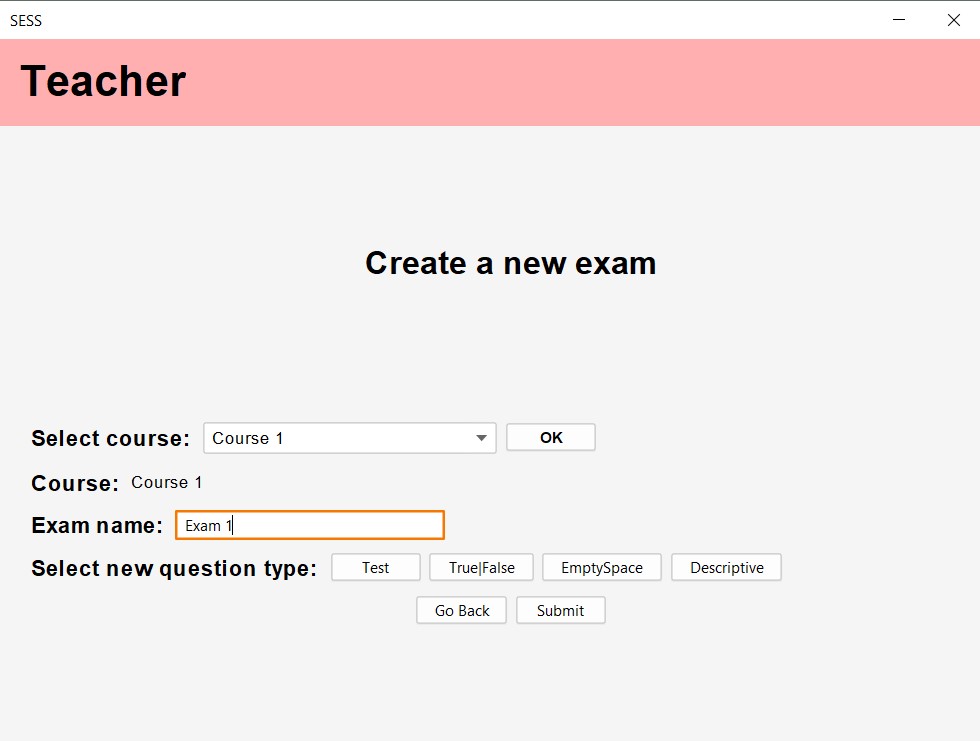 SESS
Teacher
Create a new exam
Select course: Course 1 OK
Course: Course 1
Exam name: Exam 1
Select new question type: Test True|False EmptySpace Descriptive
Go Back Submit